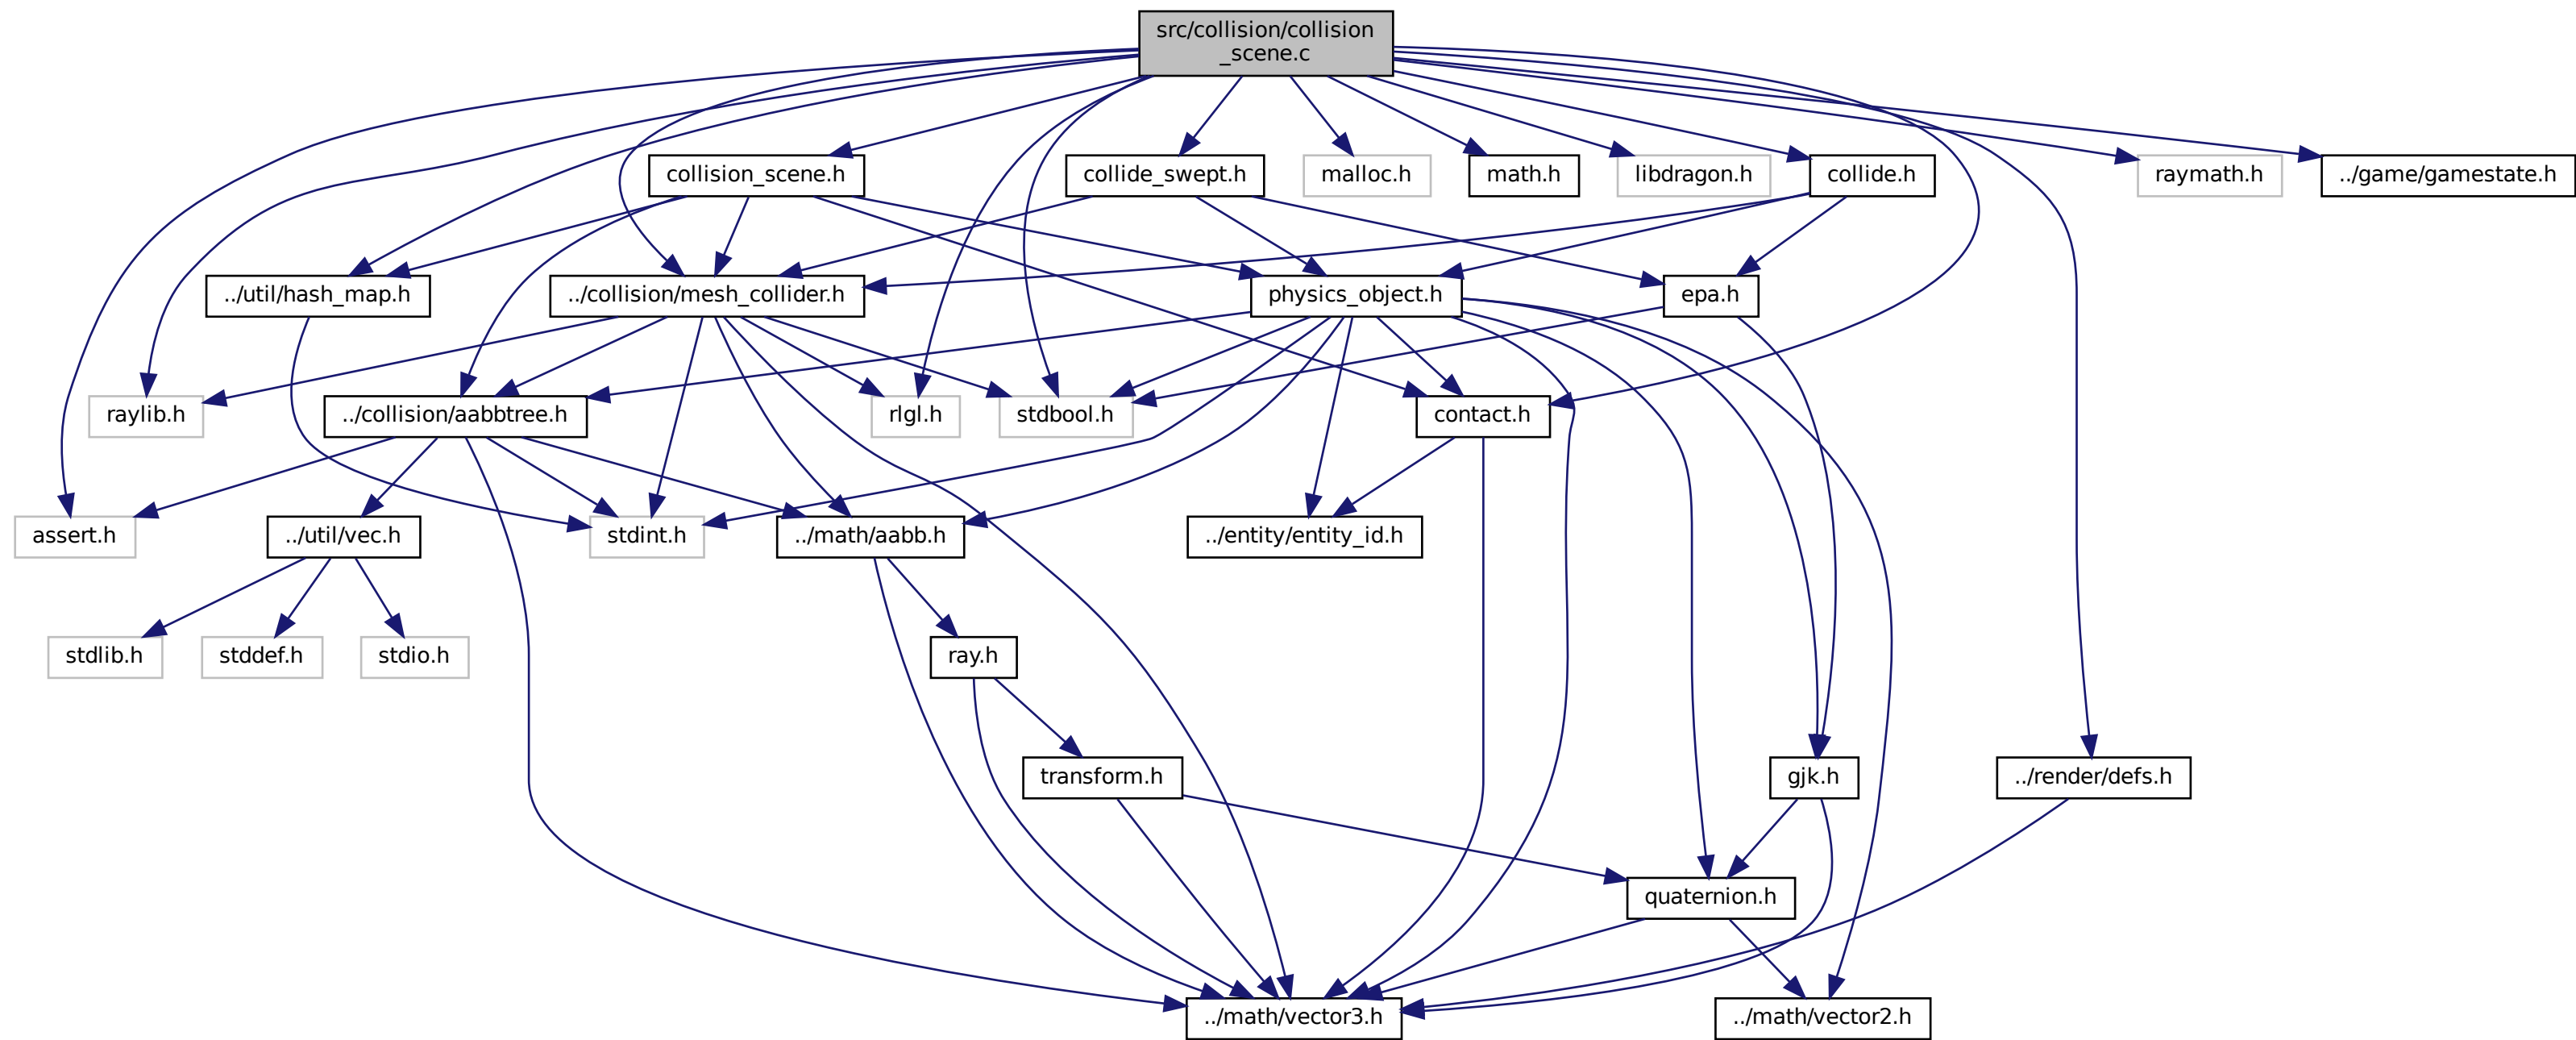 src/collision/collision
_scene.c
collision_scene.h
collide_swept.h
malloc.h
math.h
libdragon.h
collide.h
raymath.h
../game/gamestate.h
../util/hash_map.h
../collision/mesh_collider.h
physics_object.h
epa.h
raylib.h
../collision/aabbtree.h
rlgl.h
stdbool.h
contact.h
assert.h
../util/vec.h
stdint.h
../math/aabb.h
../entity/entity_id.h
stdlib.h
stddef.h
stdio.h
ray.h
transform.h
gjk.h
../render/defs.h
quaternion.h
../math/vector3.h
../math/vector2.h